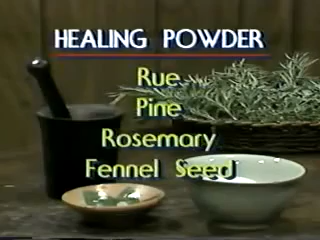 HEALING POWDER
Rue
Pine
Rosemary
Fennel Seed